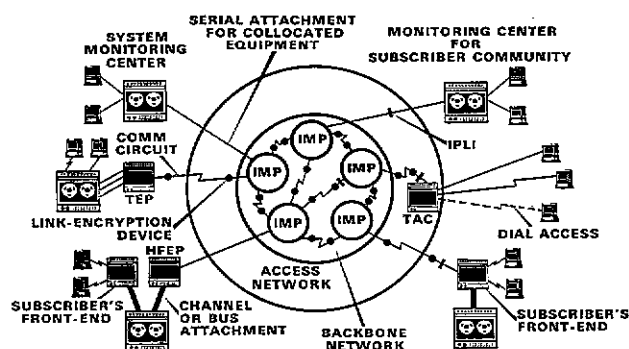 SYSTEM
MONITORING
CENTER
SERIAL ATTACHMENT
FOR COLLOCATED
EQUIPMENT
MONITORING CENTER
FOR
SUBSCRIBER COMMUNITY
COMM
CIRCUIT
TEP
LINK-ENCRYPTION
DEVICE
IMP
IMP
IMP
IMP
IMP
IPLI
TAC
DIAL ACCESS
HFEP
SUBSCRIBER'S
FRONT-END
CHANNEL
OR BUS
ATTACHMENT
ACCESS
NETWORK
BACKBONE
NETWORK
SUBSCRIBER'S
FRONT-END